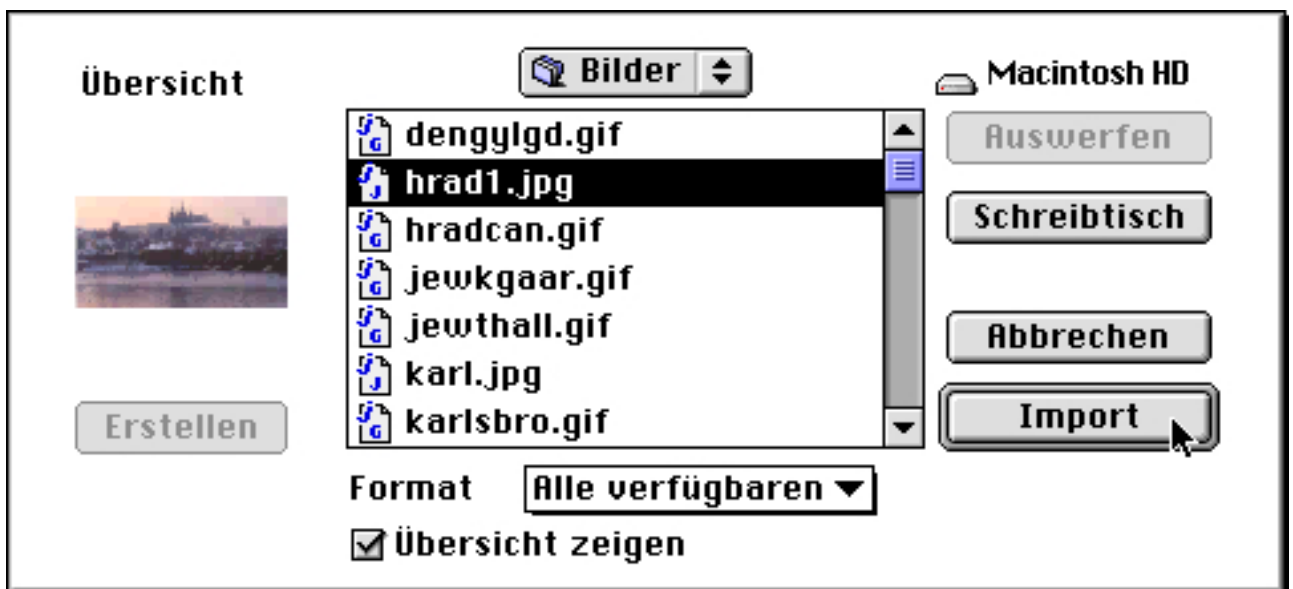 Übersicht
Bilder
Macintosh HD
dengylgd.gif
hrad1.jpg
hradcan.gif
jewkgaar.gif
jewthall.gif
karl.jpg
karlsbro.gif
Auswerfen
Schreibtisch
Abbrechen
Import
Erstellen
Format Alle verfügbaren
Übersicht zeigen